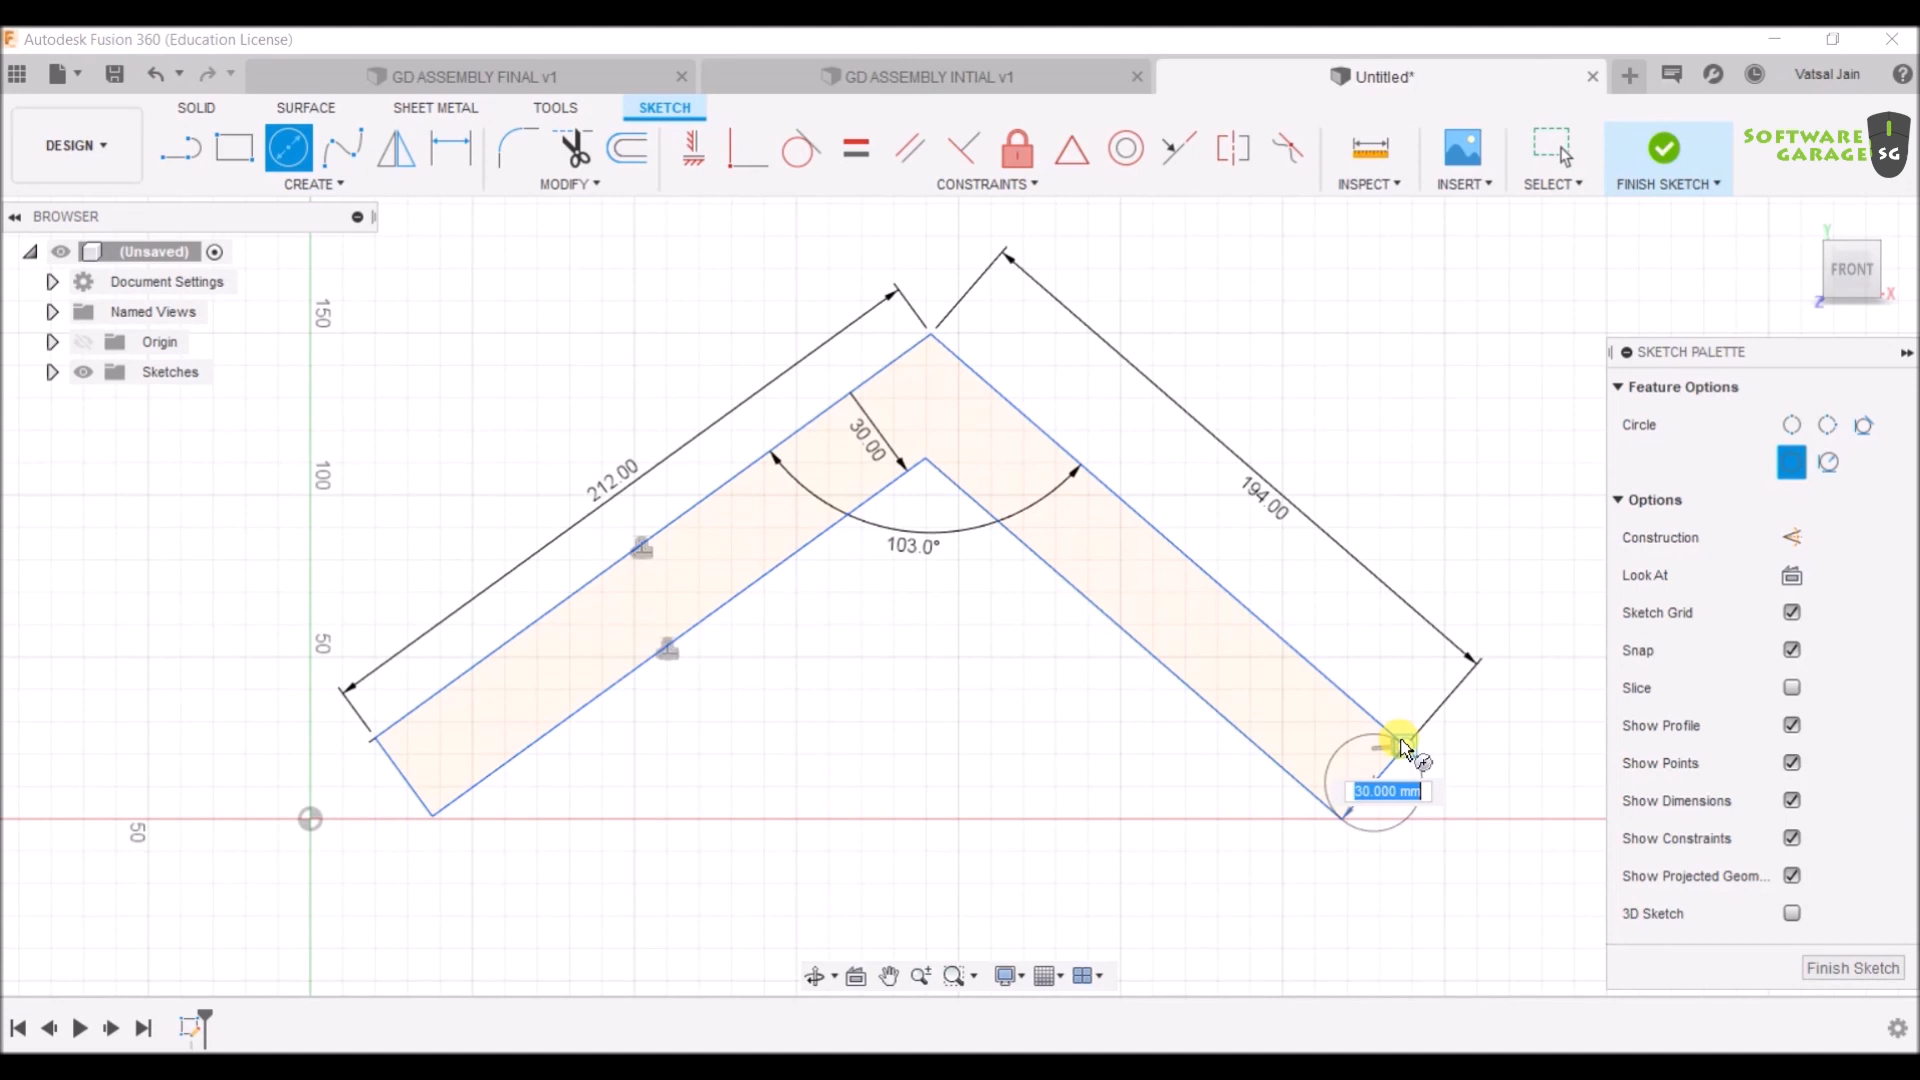 Autodesk Fusion 360 (Education License)
GD ASSEMBLY FINAL v1
GD ASSEMBLY INTIAL v1
Untitled*
Vatsal Jain
SOLID
SURFACE
SHEET METAL
TOOLS
SKETCH
DESIGN
CREATE
MODIFY
CONSTRAINTS
INSPECT
INSERT
SELECT
FINISH SKETCH
SOFTWARE
GARAGE
SG
BROWSER
(Unsaved)
Document Settings
Named Views
Origin
Sketches
150
100
50
50
212.00
30.00
103.0°
194.00
30.000 mm
Y
FRONT
Z
X
SKETCH PALETTE
Feature Options
Circle
Options
Construction
Look At
Sketch Grid
Snap
Slice
Show Profile
Show Points
Show Dimensions
Show Constraints
Show Projected Geom...
3D Sketch
Finish Sketch